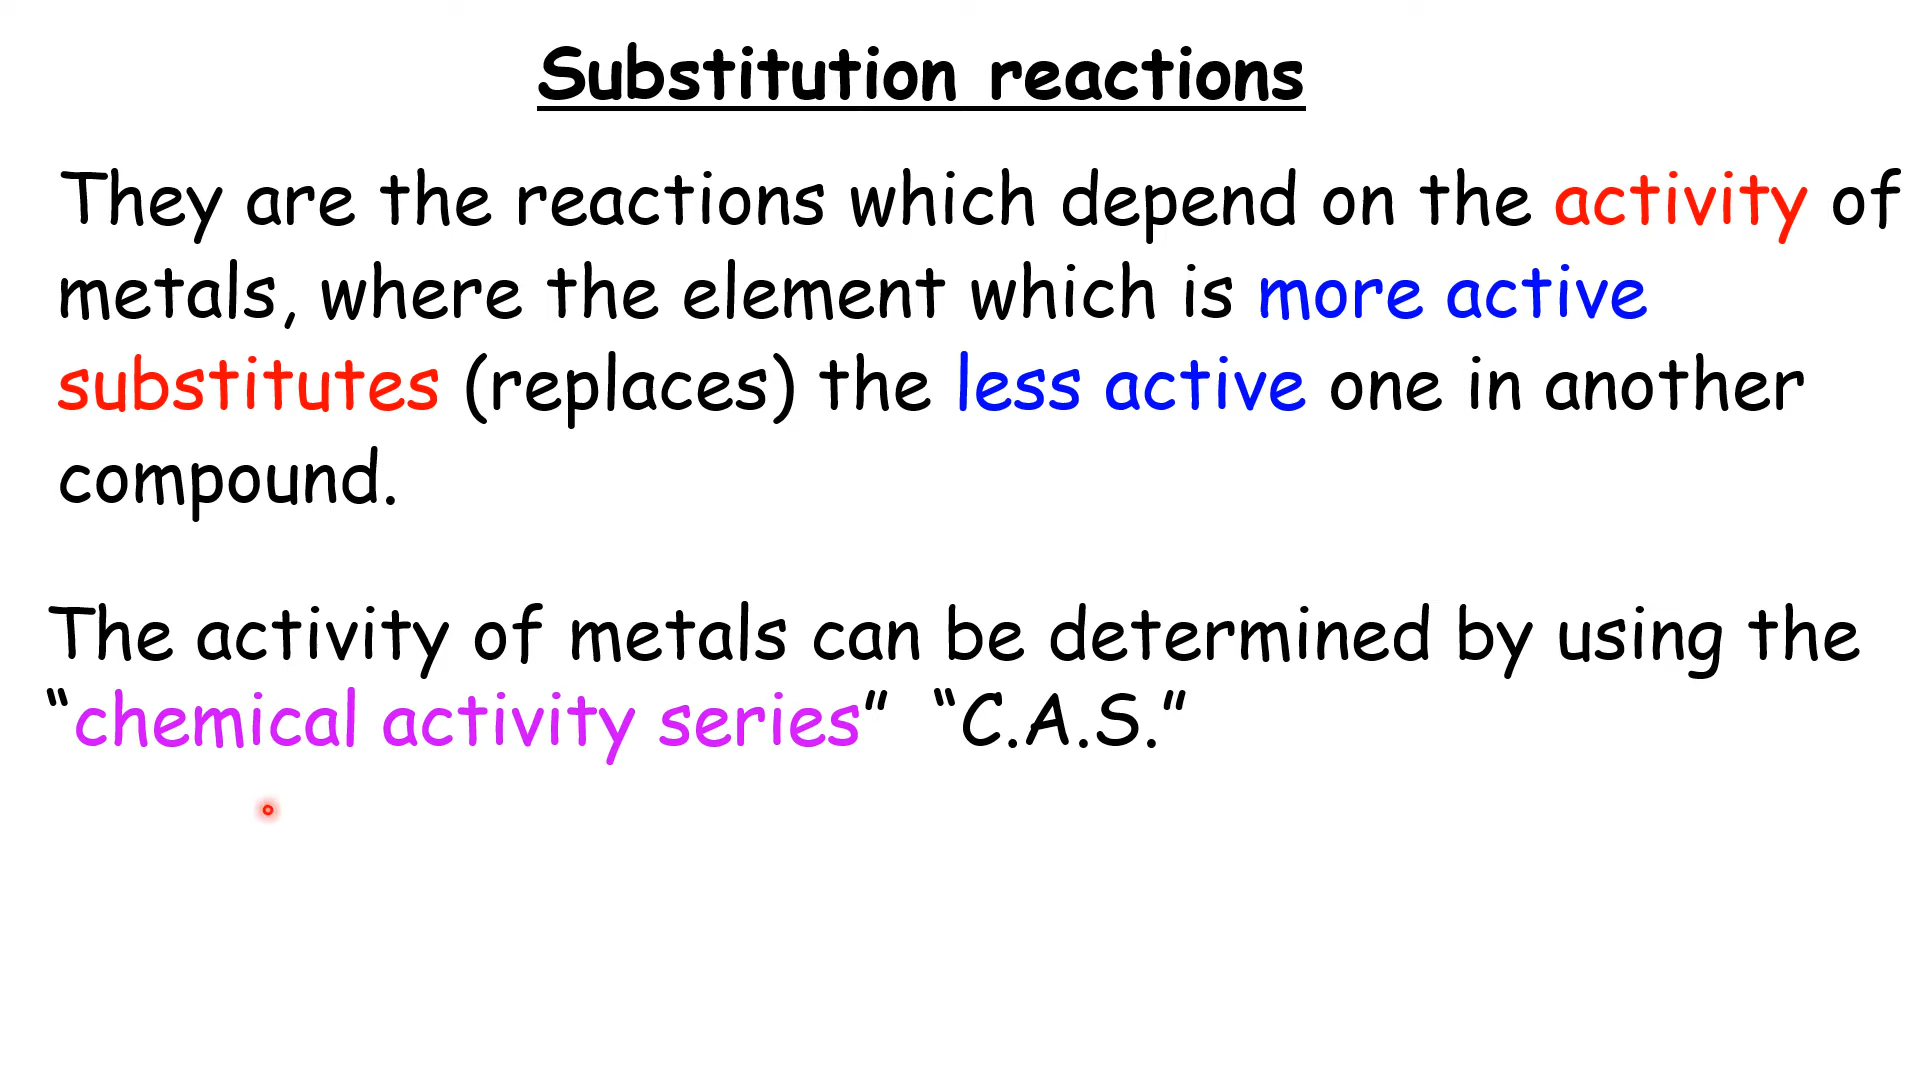 Substitution reactions
They are the reactions which depend on the activity of
metals, where the element which is more active
substitutes (replaces) the less active one in another
compound.
The activity of metals can be determined by using the
“chemical activity series” “C.A.S.”